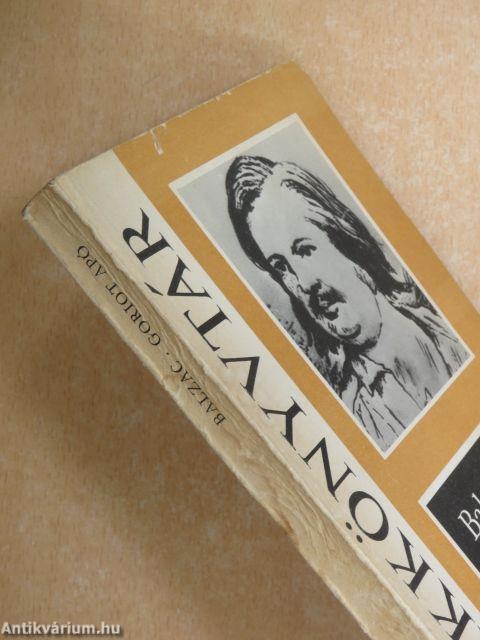 BALZAC · GORIOT APÓ
KKÖNYVTÁR
Bal
Antikvárium.hu